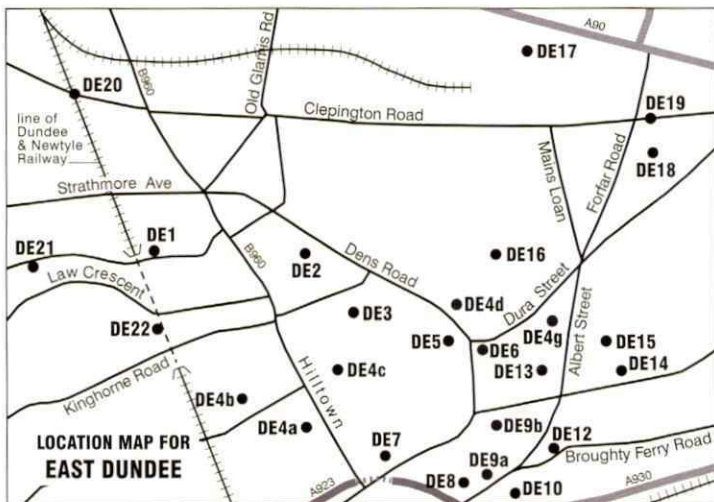 A90
DE17
B960
Old Glamis Rd
DE20
Clepington Road
DE19
line of
Dundee
& Newtyle
Railway
Mains Loan
Forfar Road
DE18
Strathmore Ave
DE21
DE1
B960
DE2
Dens Road
DE16
Law Crescent
DE4d
Dura Street
DE3
DE4g
Albert Street
DE22
DE5
DE6
DE15
Kinghorne Road
Hilltown
DE4c
DE13
DE14
DE4b
DE4a
DE9b
DE12
LOCATION MAP FOR
EAST DUNDEE
DE7
Broughty Ferry Road
A923
DE8
DE9a
DE10
A930